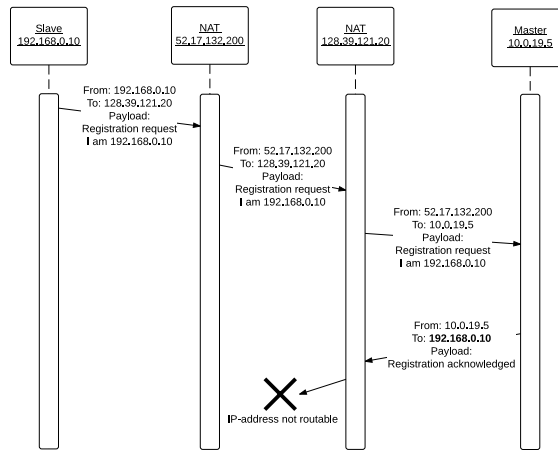 Slave
192.168.0.10
NAT
52.17.132.200
NAT
128.39.121.20
Master
10.0.19.5
From: 192.168.0.10
To: 128.39.121.20
Payload:
Registration request
I am 192.168.0.10
From: 52.17.132.200
To: 128.39.121.20
Payload:
Registration request
I am 192.168.0.10
From: 52.17.132.200
To: 10.0.19.5
Payload:
Registration request
I am 192.168.0.10
From: 10.0.19.5
To: 192.168.0.10
Payload:
Registration acknowledged
IP-address not routable